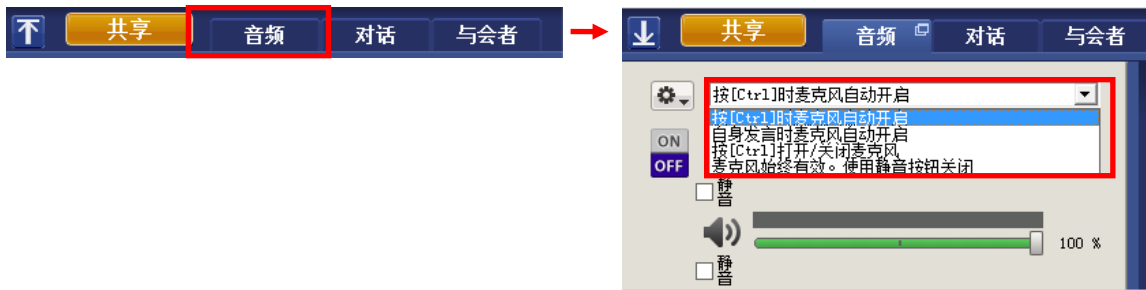 共享 音频 对话 与会者
共享 音频 对话 与会者
按[Ctrl]时麦克风自动开启
按[Ctrl]时麦克风自动开启
自身发言时麦克风自动开启
按[Ctrl]打开/关闭麦克风
麦克风始终有效。使用静音按钮关闭
ON
OFF
静音
100 %
静音